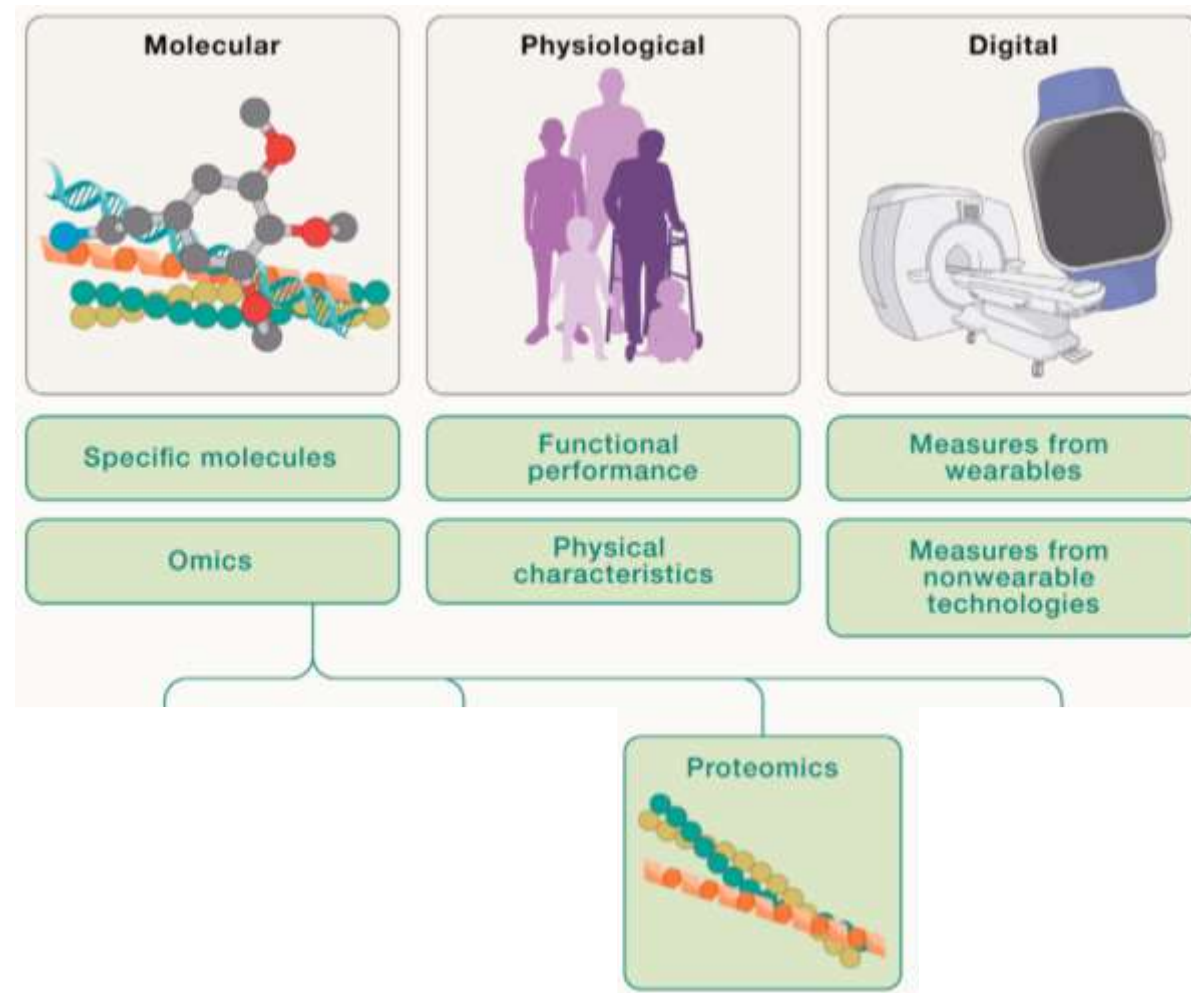 Molecular
Physiological
Digital
Specific molecules
Functional
performance
Measures from
wearables
Omics
Physical
characteristics
Measures from
nonwearable
technologies
Proteomics